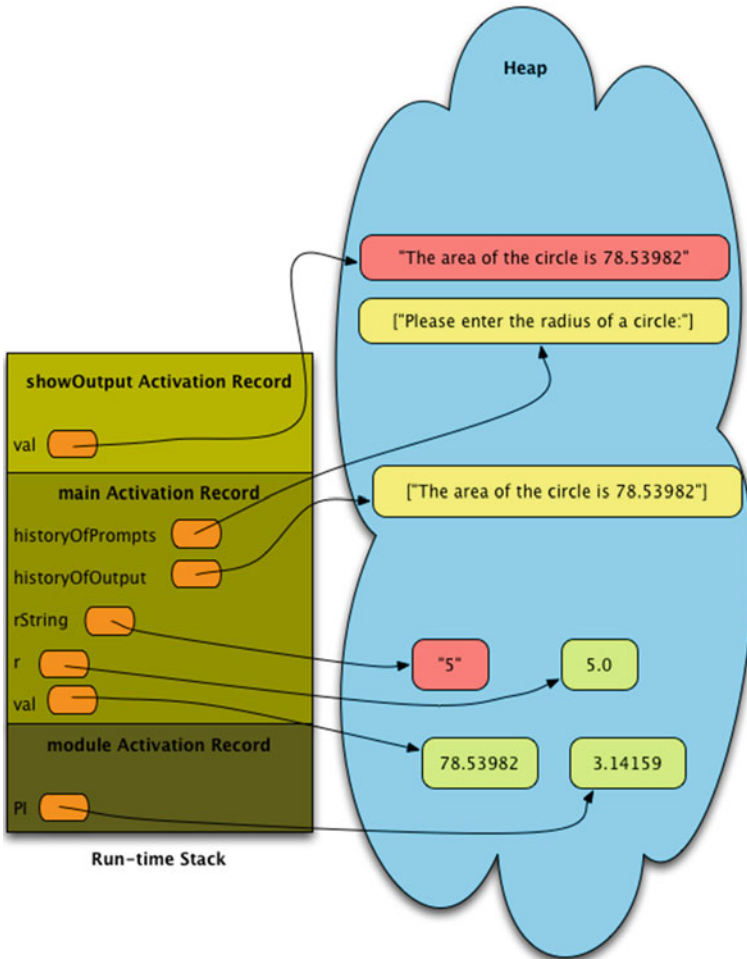 Heap
"The area of the circle is 78.53982"
["Please enter the radius of a circle:"]
showOutput Activation Record
val
main Activation Record
["The area of the circle is 78.53982"]
historyOfPrompts
historyOfOutput
rString
r
"5"
5.0
val
module Activation Record
78.53982
3.14159
PI
Run-time Stack